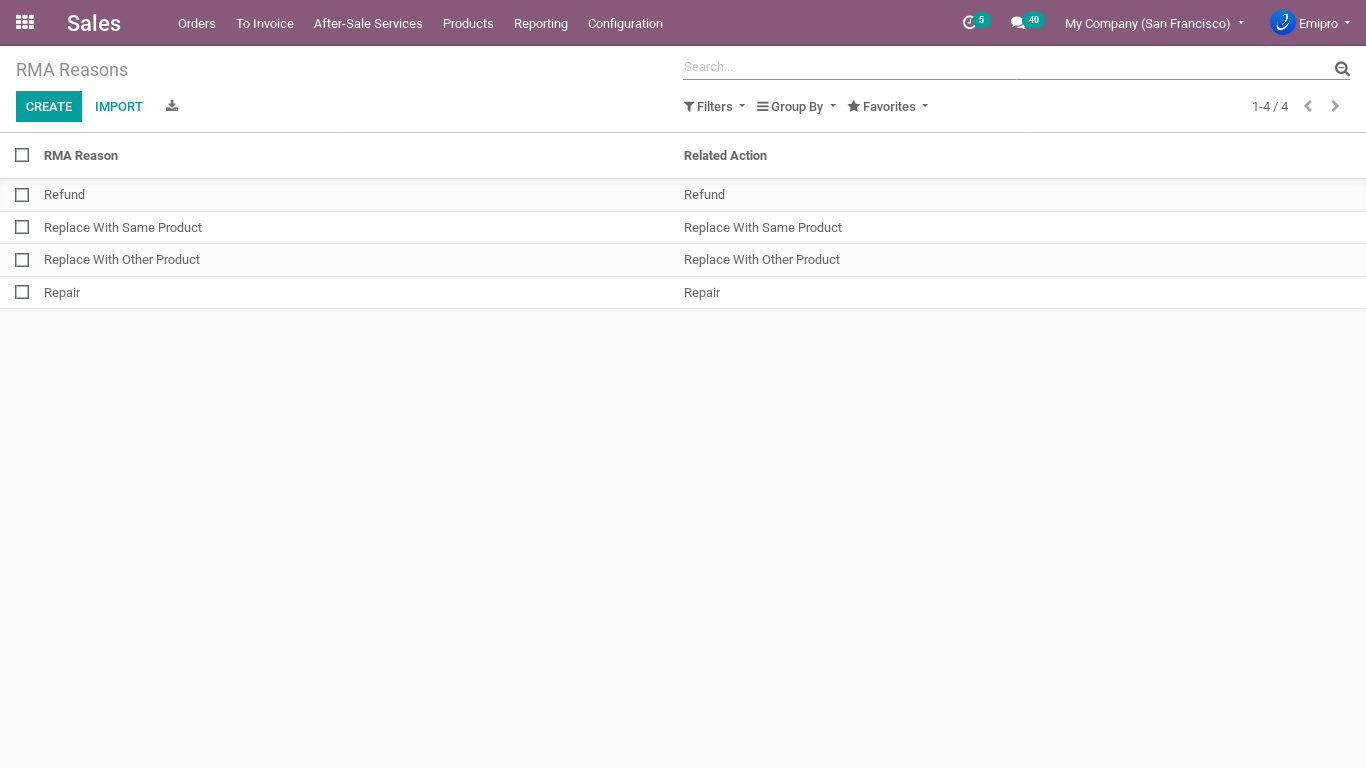 Sales Orders To Invoice After-Sale Services Products Reporting Configuration 5 40 My Company (San Francisco) Emipro
RMA Reasons Search...
CREATE IMPORT Filters Group By Favorites 1-4 / 4
RMA Reason Related Action
Refund Refund
Replace With Same Product Replace With Same Product
Replace With Other Product Replace With Other Product
Repair Repair